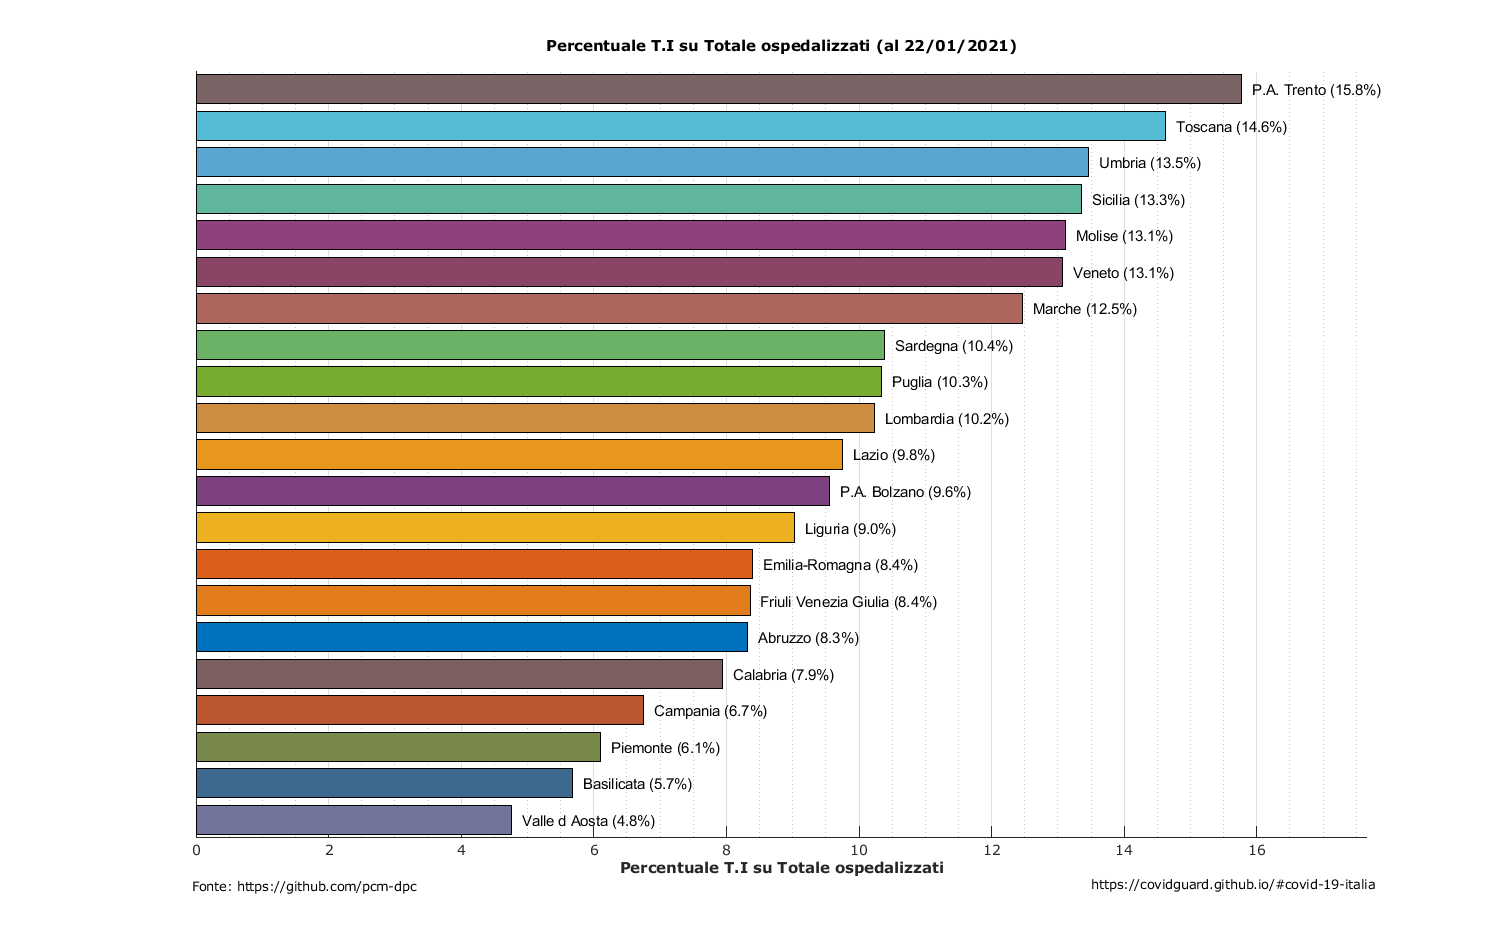 Percentuale T.I su Totale ospedalizzati (al 22/01/2021)
P.A. Trento (15.8%)
Toscana (14.6%)
Umbria (13.5%)
Sicilia (13.3%)
Molise (13.1%)
Veneto (13.1%)
Marche (12.5%)
Sardegna (10.4%)
Puglia (10.3%)
Lombardia (10.2%)
Lazio (9.8%)
P.A. Bolzano (9.6%)
Liguria (9.0%)
Emilia-Romagna (8.4%)
Friuli Venezia Giulia (8.4%)
Abruzzo (8.3%)
Calabria (7.9%)
Campania (6.7%)
Piemonte (6.1%)
Basilicata (5.7%)
Valle d Aosta (4.8%)
0 2 4 6 8 10 12 14 16
Percentuale T.I su Totale ospedalizzati
Fonte: https://github.com/pcm-dpc
https://covidguard.github.io/#covid-19-italia